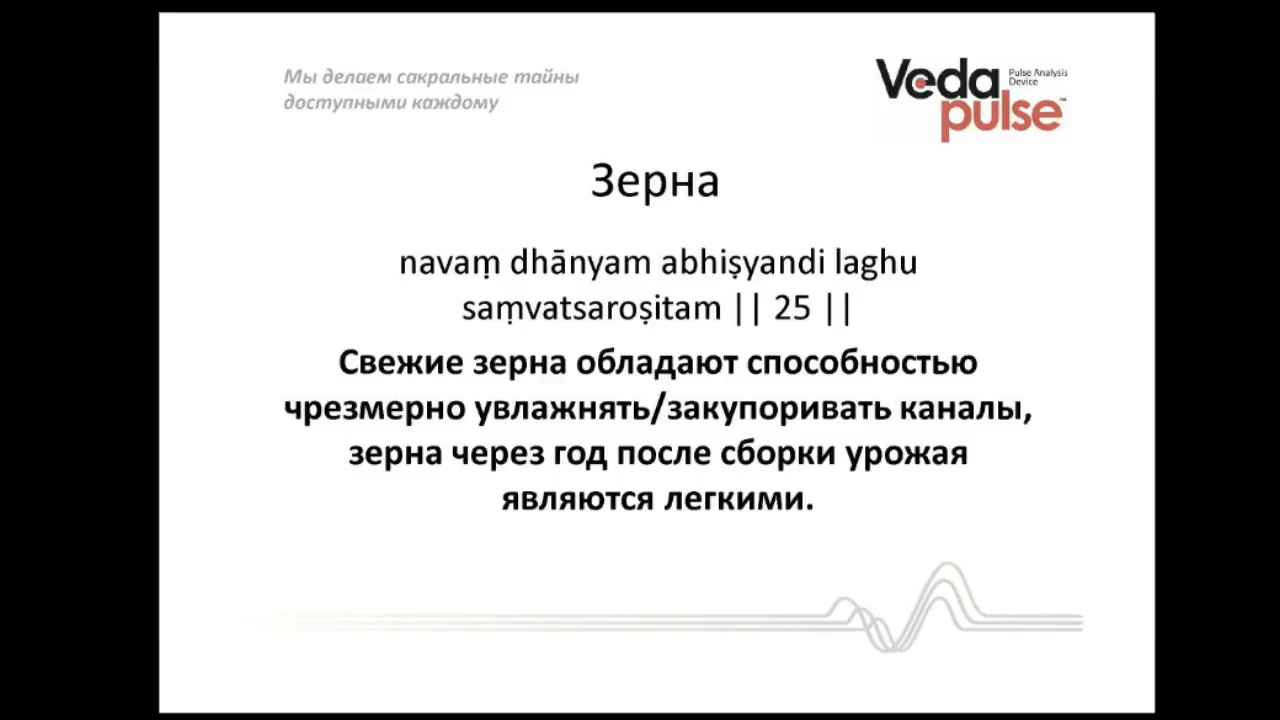 Мы делаем сакральные тайны
доступными каждому
Veda
Pulse Analysis
Device
pulse™
Зерна
navaṃ dhānyam abhiṣyandi laghu
saṃvatsaroṣitam || 25 ||
Свежие зерна обладают способностью
чрезмерно увлажнять/закупоривать каналы,
зерна через год после сборки урожая
являются легкими.